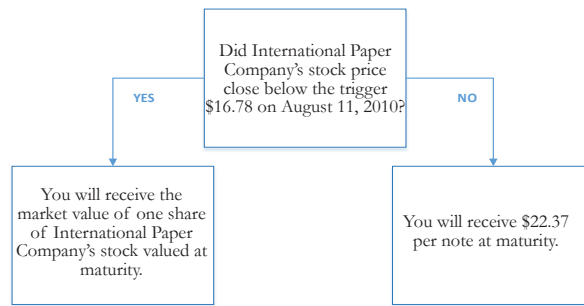 Did International Paper
Company's stock price
close below the trigger
$16.78 on August 11, 2010?
YES
NO
You will receive the
market value of one share
of International Paper
Company's stock valued at
maturity.
You will receive $22.37
per note at maturity.